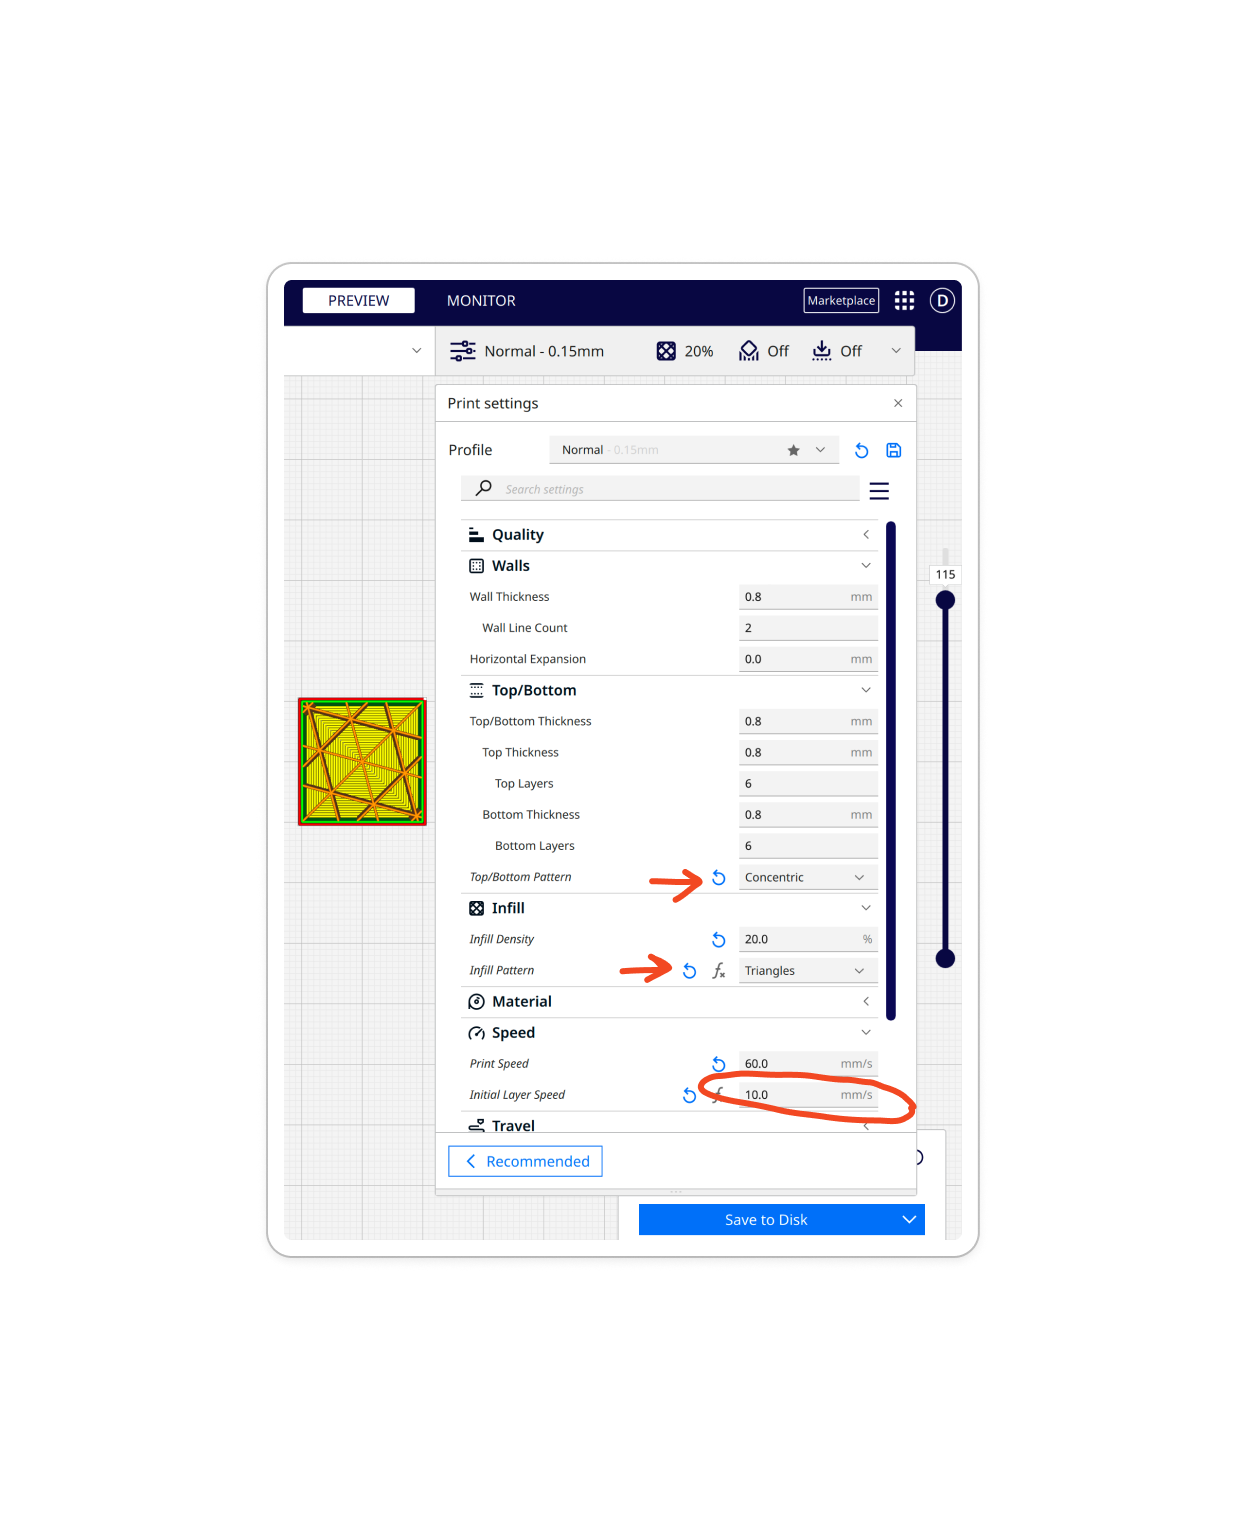 PREVIEW MONITOR Marketplace D
Normal - 0.15mm 20% Off Off
Print settings
Profile Normal - 0.15mm
Search settings
Quality
Walls
115
Wall Thickness 0.8 mm
Wall Line Count 2
Horizontal Expansion 0.0 mm
Top/Bottom
Top/Bottom Thickness 0.8 mm
Top Thickness 0.8 mm
Top Layers 6
Bottom Thickness 0.8 mm
Bottom Layers 6
Top/Bottom Pattern Concentric
Infill
Infill Density 20.0 %
Infill Pattern Triangles
Material
Speed
Print Speed 60.0 mm/s
Initial Layer Speed 10.0 mm/s
Travel
Recommended
Save to Disk